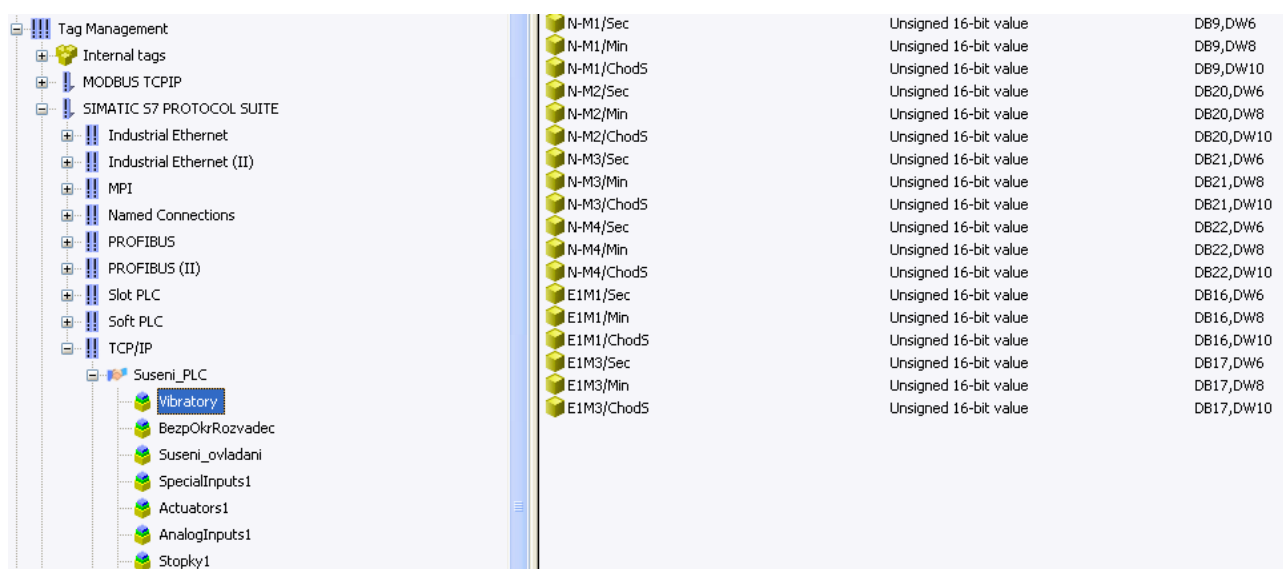 Tag Management
Internal tags
MODBUS TCPIP
SIMATIC S7 PROTOCOL SUITE
Industrial Ethernet
Industrial Ethernet (II)
MPI
Named Connections
PROFIBUS
PROFIBUS (II)
Slot PLC
Soft PLC
TCP/IP
Suseni_PLC
Vibratory
BezpOkrRozvadec
Suseni_ovladani
SpecialInputs1
Actuators1
AnalogInputs1
Stopky1
N-M1/Sec Unsigned 16-bit value DB9,DW6
N-M1/Min Unsigned 16-bit value DB9,DW8
N-M1/ChodS Unsigned 16-bit value DB9,DW10
N-M2/Sec Unsigned 16-bit value DB20,DW6
N-M2/Min Unsigned 16-bit value DB20,DW8
N-M2/ChodS Unsigned 16-bit value DB20,DW10
N-M3/Sec Unsigned 16-bit value DB21,DW6
N-M3/Min Unsigned 16-bit value DB21,DW8
N-M3/ChodS Unsigned 16-bit value DB21,DW10
N-M4/Sec Unsigned 16-bit value DB22,DW6
N-M4/Min Unsigned 16-bit value DB22,DW8
N-M4/ChodS Unsigned 16-bit value DB22,DW10
E1M1/Sec Unsigned 16-bit value DB16,DW6
E1M1/Min Unsigned 16-bit value DB16,DW8
E1M1/ChodS Unsigned 16-bit value DB16,DW10
E1M3/Sec Unsigned 16-bit value DB17,DW6
E1M3/Min Unsigned 16-bit value DB17,DW8
E1M3/ChodS Unsigned 16-bit value DB17,DW10